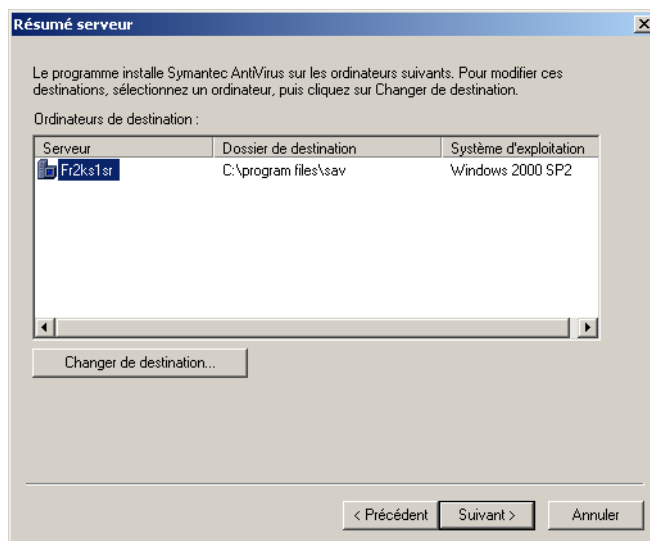 Résumé serveur
Le programme installe Symantec AntiVirus sur les ordinateurs suivants. Pour modifier ces
destinations, sélectionnez un ordinateur, puis cliquez sur Changer de destination.
Ordinateurs de destination :
Serveur Dossier de destination Système d'exploitation
Fr2ks1sr C:\program files\sav Windows 2000 SP2
Changer de destination...
< Précédent Suivant > Annuler